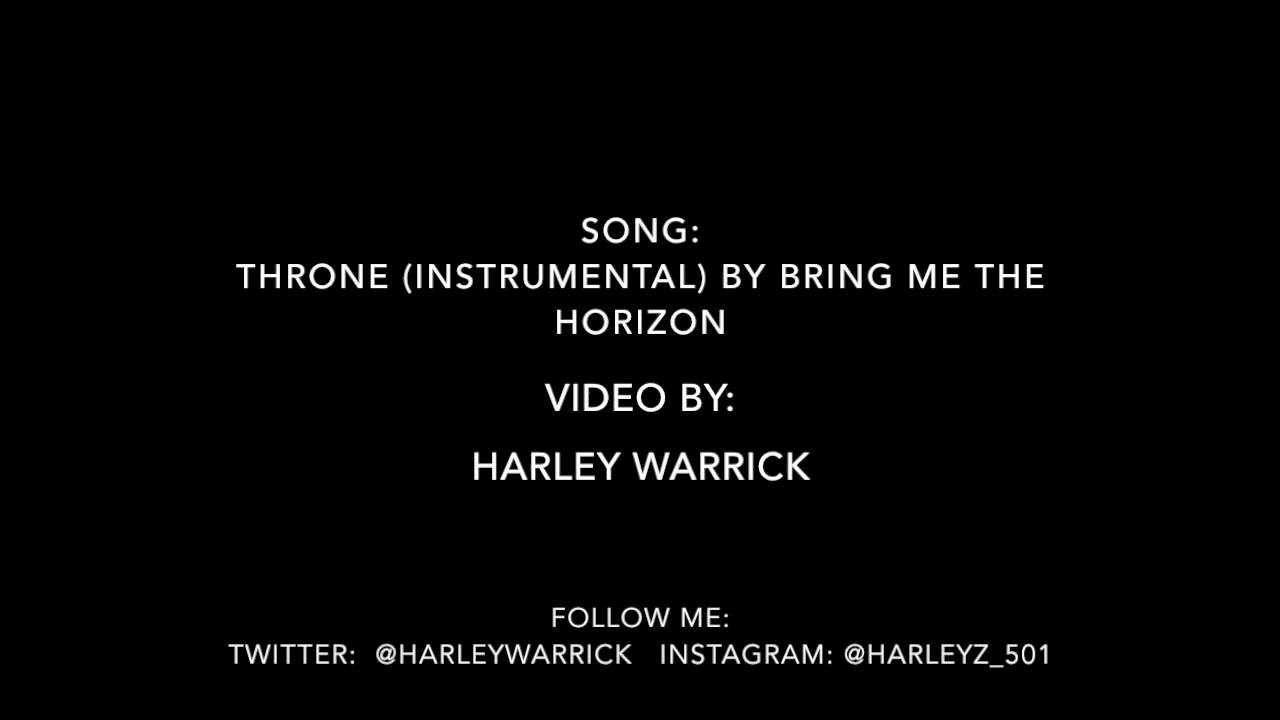 SONG:
THRONE (INSTRUMENTAL) BY BRING ME THE
HORIZON
VIDEO BY:
HARLEY WARRICK
FOLLOW ME:
TWITTER: @HARLEYWARRICK INSTAGRAM: @HARLEYZ_501